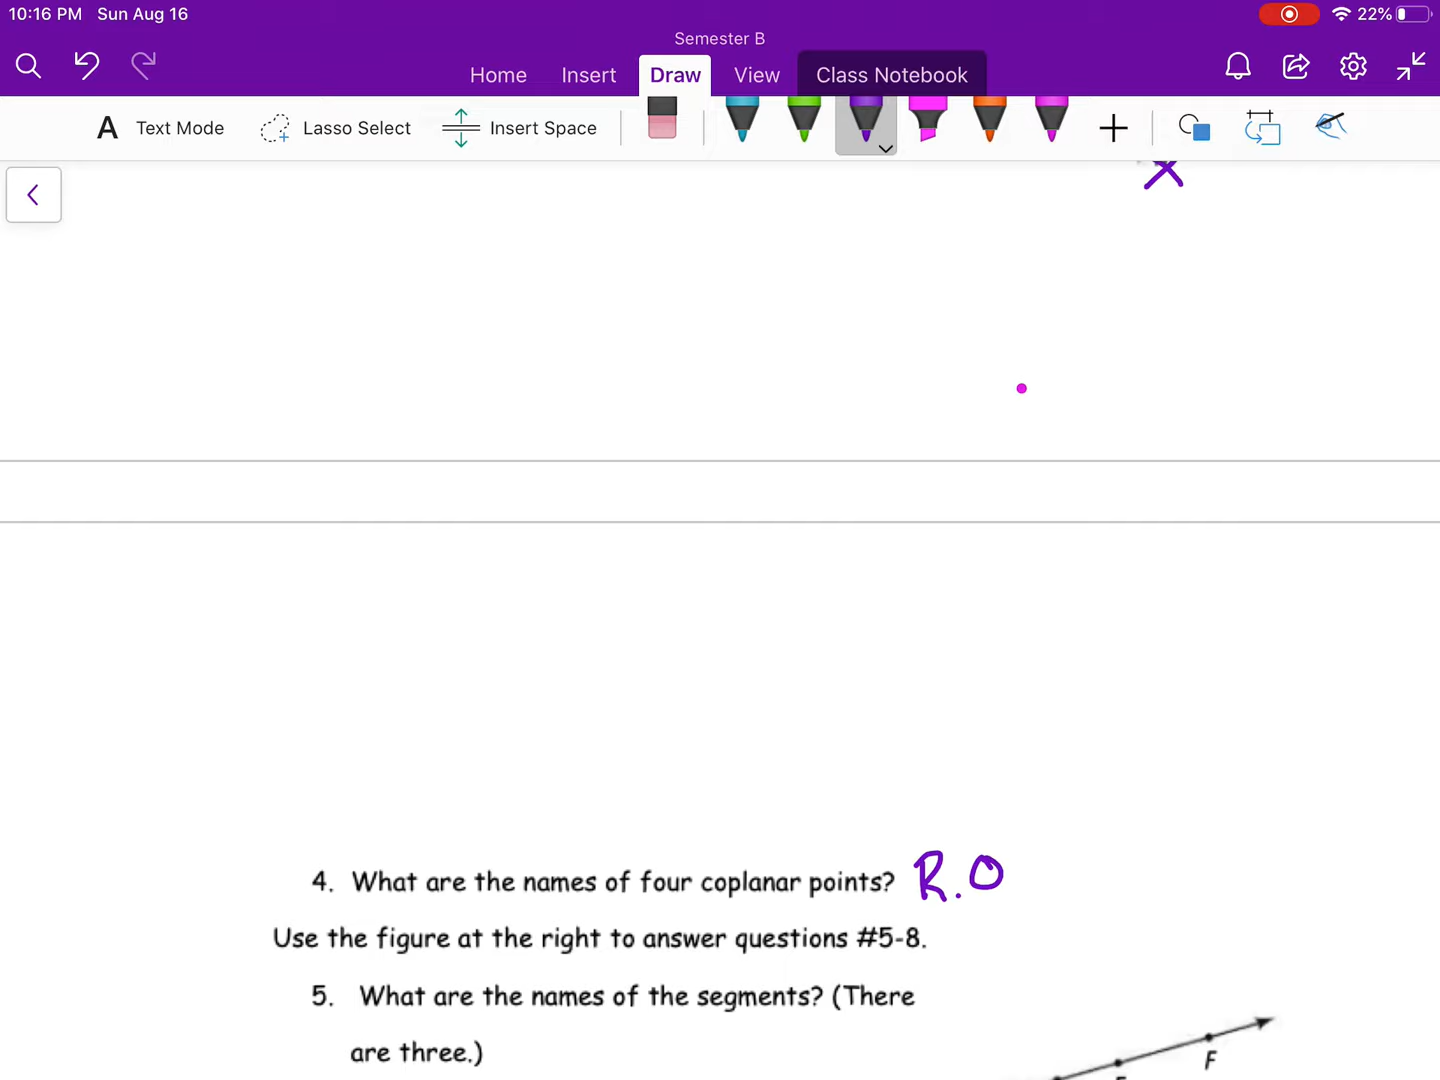 10:16 PM Sun Aug 16
22%
Semester B
Home Insert Draw View Class Notebook
A Text Mode Lasso Select Insert Space
X
4. What are the names of four coplanar points? R.O
Use the figure at the right to answer questions #5-8.
5. What are the names of the segments? (There
are three.)
F